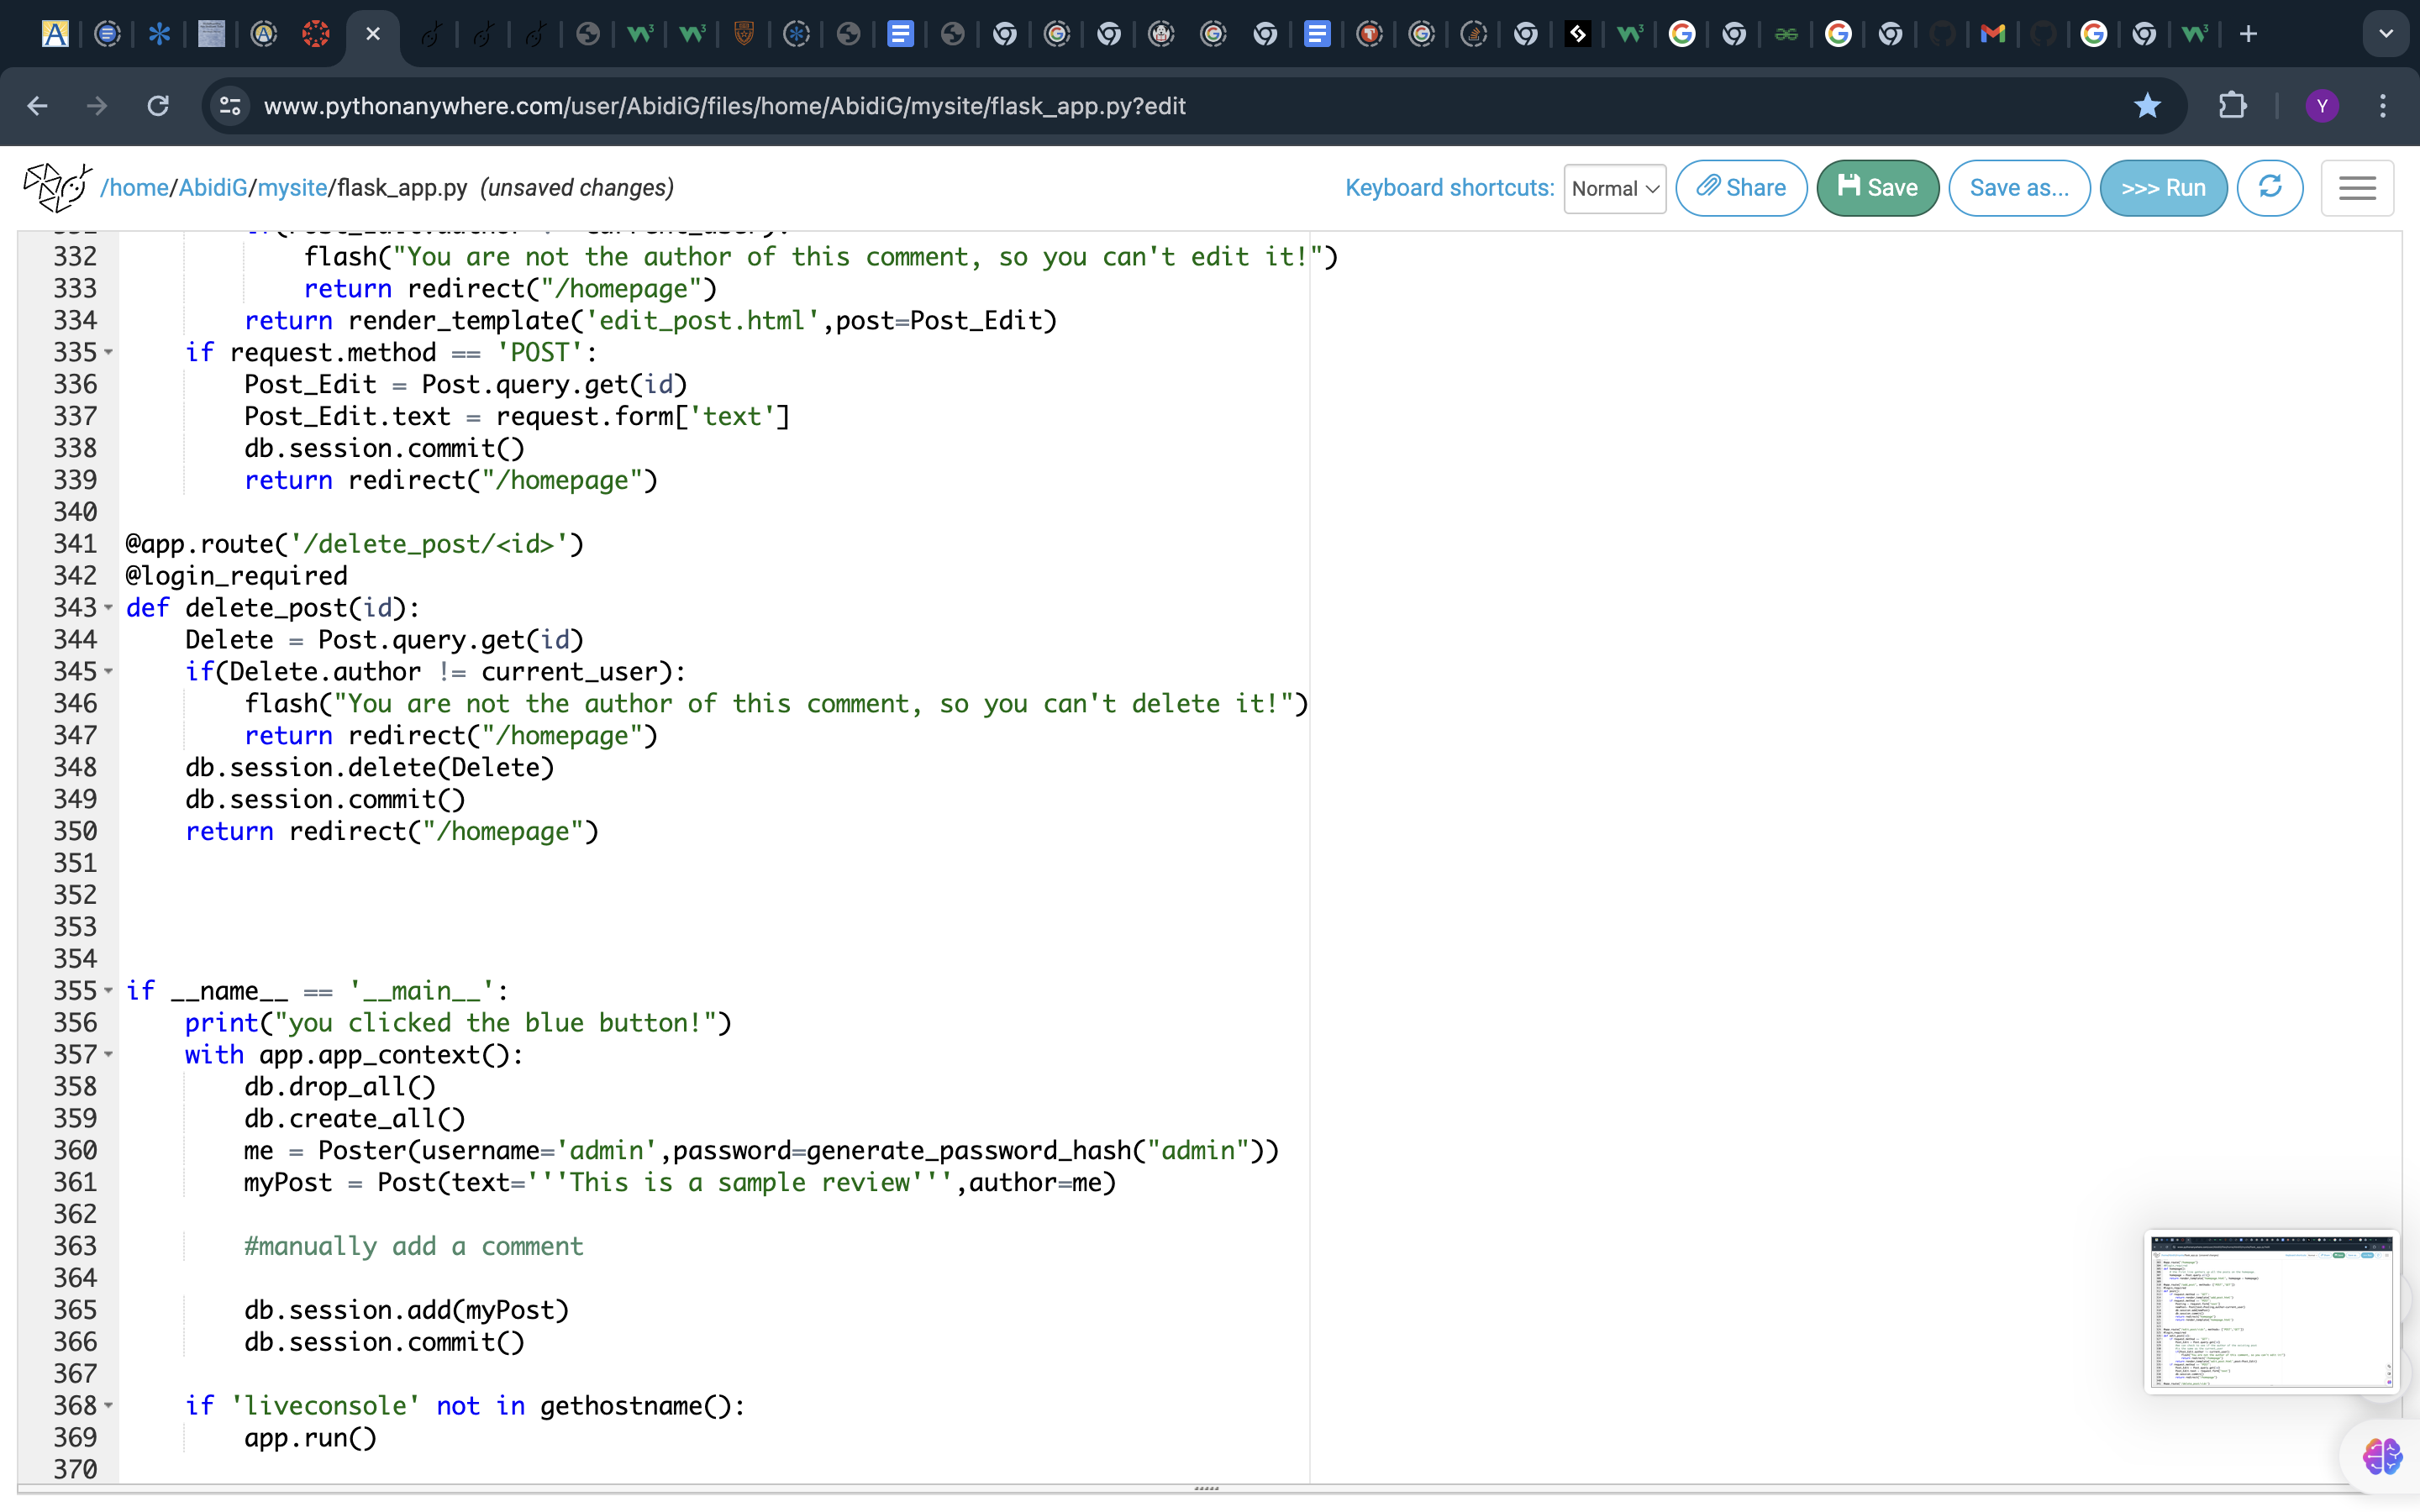 www.pythonanywhere.com/user/AbidiG/files/home/AbidiG/mysite/flask_app.py?edit
Y
/home/AbidiG/mysite/flask_app.py (unsaved changes)
Keyboard shortcuts: Normal Share Save Save as... >>> Run
332 flash("You are not the author of this comment, so you can't edit it!")
333 return redirect("/homepage")
334 return render_template('edit_post.html',post=Post_Edit)
335 if request.method == 'POST':
336 Post_Edit = Post.query.get(id)
337 Post_Edit.text = request.form['text']
338 db.session.commit()
339 return redirect("/homepage")
340
341 @app.route('/delete_post/<id>')
342 @login_required
343 def delete_post(id):
344 Delete = Post.query.get(id)
345 if(Delete.author != current_user):
346 flash("You are not the author of this comment, so you can't delete it!")
347 return redirect("/homepage")
348 db.session.delete(Delete)
349 db.session.commit()
350 return redirect("/homepage")
351
352
353
354
355 if __name__ == '__main__':
356 print("you clicked the blue button!")
357 with app.app_context():
358 db.drop_all()
359 db.create_all()
360 me = Poster(username='admin',password=generate_password_hash("admin"))
361 myPost = Post(text='''This is a sample review''',author=me)
362
363 #manually add a comment
364
365 db.session.add(myPost)
366 db.session.commit()
367
368 if 'liveconsole' not in gethostname():
369 app.run()
370